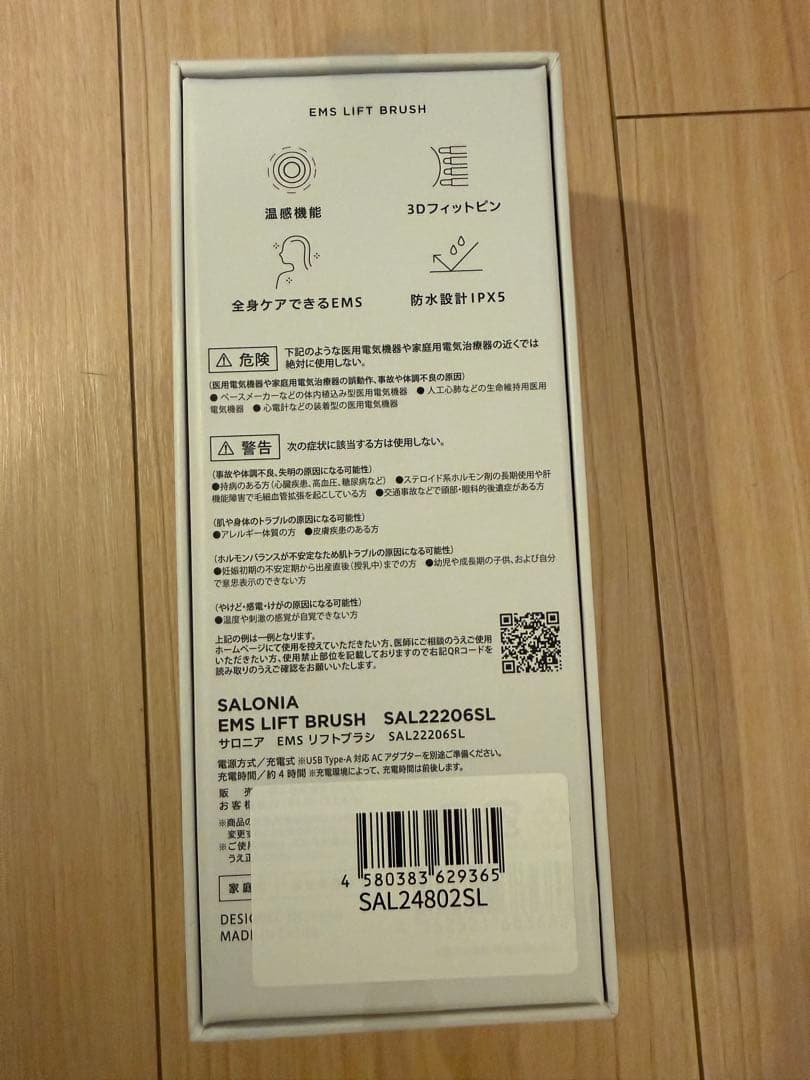 EMS LIFT BRUSH
温感機能
3Dフィットピン
全身ケアできるEMS
防水設計IPX5
危険
下記のような医用電気機器や家庭用電気治療器の近くでは
絶対に使用しない。
(医用電気機器や家庭用電気治療器の誤動作、事故や体調不良の原因)
●ペースメーカーなどの体内植込み型医用電気機器 ●人工心肺などの生命維持用医用
電気機器 ●心電計などの装着型の医用電気機器
警告
次の症状に該当する方は使用しない。
(事故や体調不良、失明の原因になる可能性)
●持病のある方(心臓疾患、高血圧、糖尿病など) ●ステロイド系ホルモン剤の長期使用や肝
機能障害で毛細血管拡張を起こしている方 ●交通事故などで頭部・眼科的後遺症がある方
(肌や身体のトラブルの原因になる可能性)
●アレルギー体質の方 ●皮膚疾患のある方
(ホルモンバランスが不安定なため肌トラブルの原因になる可能性)
●妊娠初期の不安定期から出産直後(授乳中)までの方 ●幼児や成長期の子供、および自分
で意思表示のできない方
(やけど・感電・けがの原因になる可能性)
●温度や刺激の感覚が自覚できない方
上記の例は一例となります。
ホームページにて使用を控えていただきたい方、医師にご相談のうえご使用
いただきたい方、使用禁止部位を記載しておりますので右記QRコードを
読み取りのうえご確認をお願いいたします。
SALONIA
EMS LIFT BRUSH SAL22206SL
サロニア EMS リフトブラシ SAL22206SL
電源方式/充電式 ※USB Type-A 対応 AC アダプターを別途ご準備ください。
充電時間/約4時間 ※充電環境によって、充電時間は前後します。
販
お客様
※商品の
変更
※ご使用
うえ正
家庭
DESI
MADI
4 580383 629365
SAL24802SL